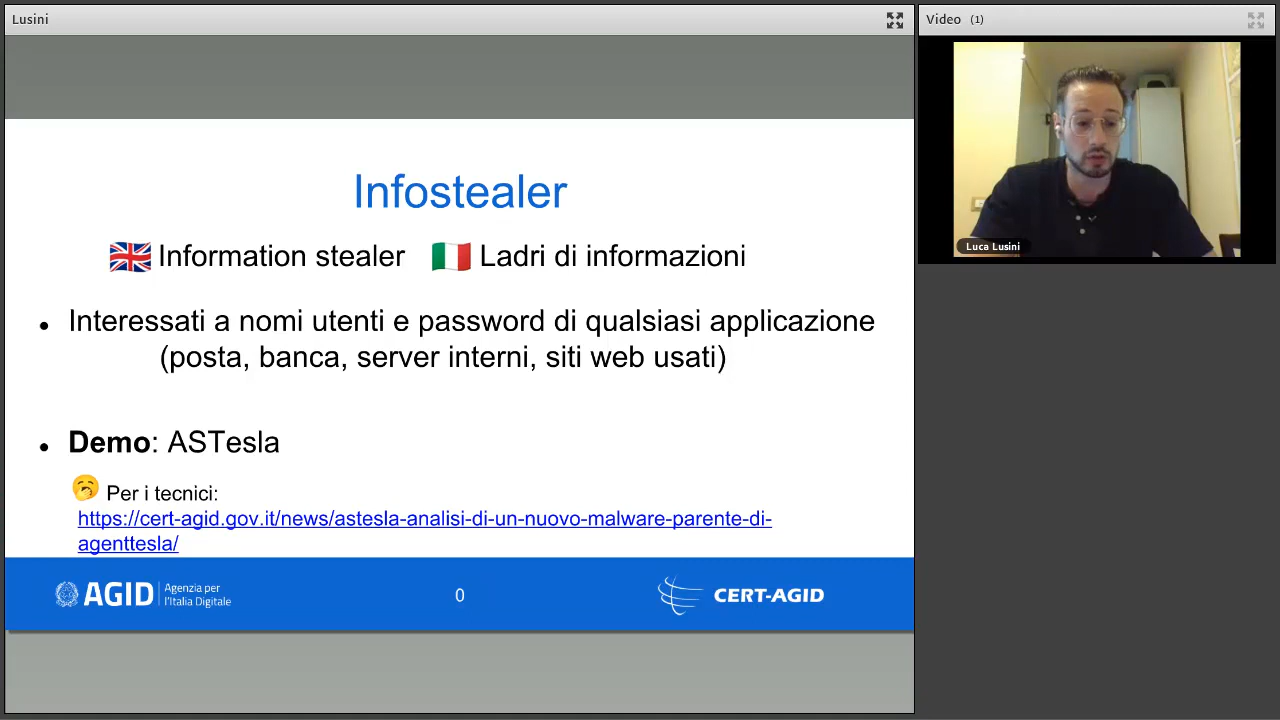 Lusini
Video (1)
Infostealer
Information stealer
Ladri di informazioni
Interessati a nomi utenti e password di qualsiasi applicazione
(posta, banca, server interni, siti web usati)
Demo: ASTesla
Per i tecnici:
https://cert-agid.gov.it/news/astesla-analisi-di-un-nuovo-malware-parente-di-
agenttesla/
AGID
Agenzia per
l'Italia Digitale
0
CERT-AGID
Luca Lusini